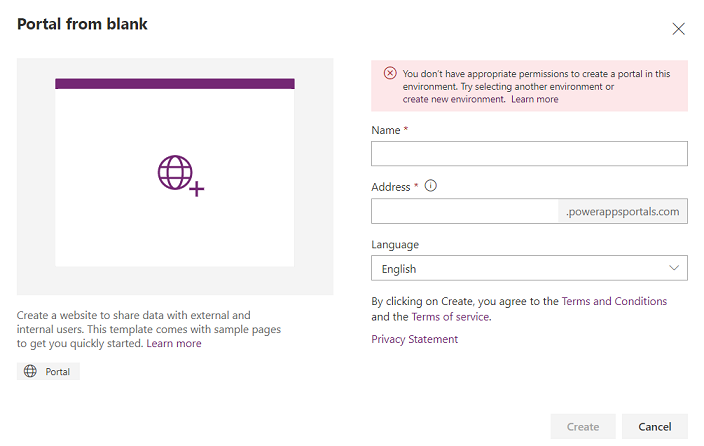 Portal from blank
You don't have appropriate permissions to create a portal in this
environment. Try selecting another environment or
create new environment. Learn more
Name *
Address *
.powerappsportals.com
Language
English
By clicking on Create, you agree to the Terms and Conditions
and the Terms of service.
Privacy Statement
Create a website to share data with external and
internal users. This template comes with sample pages
to get you quickly started. Learn more
Portal
Create
Cancel